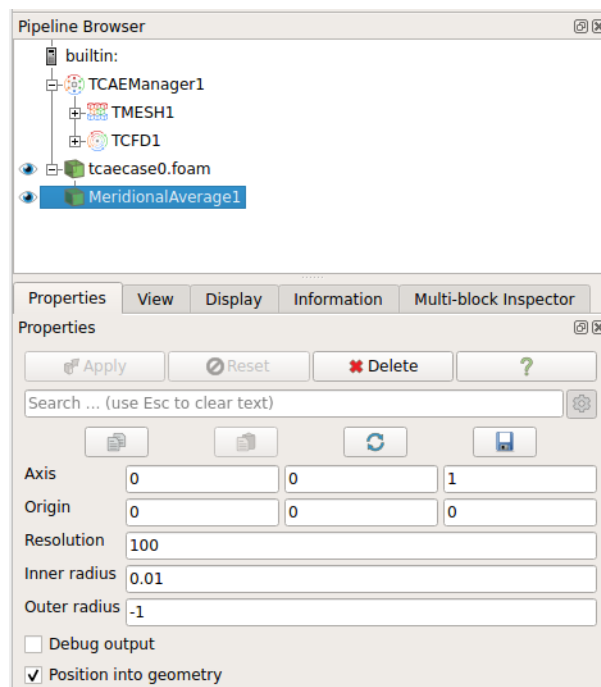 Pipeline Browser
builtin:
TCAEManager1
TMESH1
TCFD1
tcaecase0.foam
MeridionalAverage1
Properties View Display Information Multi-block Inspector
Properties
Apply Reset Delete ?
Search ... (use Esc to clear text)
Axis 0 0 1
Origin 0 0 0
Resolution 100
Inner radius 0.01
Outer radius -1
Debug output
Position into geometry